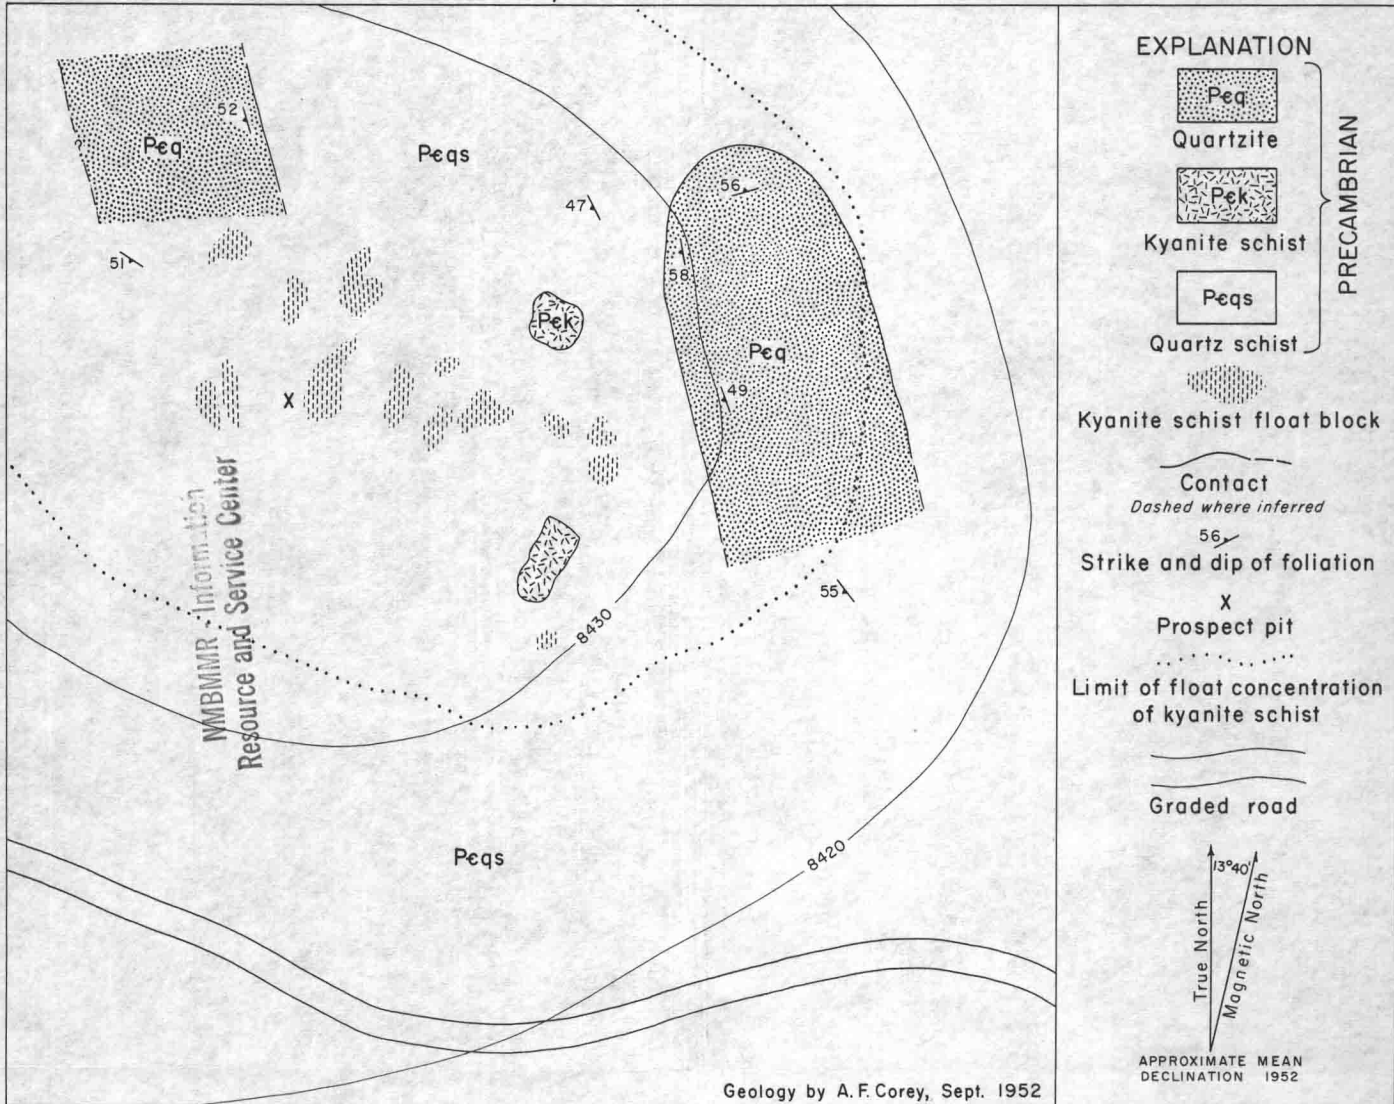 52
PЄq
PЄqs
56
47
51
58
PЄk
PЄq
49
NMBMMR Information
Resource and Service Center
55
8430
PЄqs
8420
Geology by A. F. Corey, Sept. 1952
EXPLANATION
PЄq
Quartzite
PЄk
Kyanite schist
PЄqs
Quartz schist
PRECAMBRIAN
Kyanite schist float block
Contact
Dashed where inferred
56
Strike and dip of foliation
X
Prospect pit
Limit of float concentration
of kyanite schist
Graded road
13°40'
True North
Magnetic North
APPROXIMATE MEAN
DECLINATION 1952
?
X